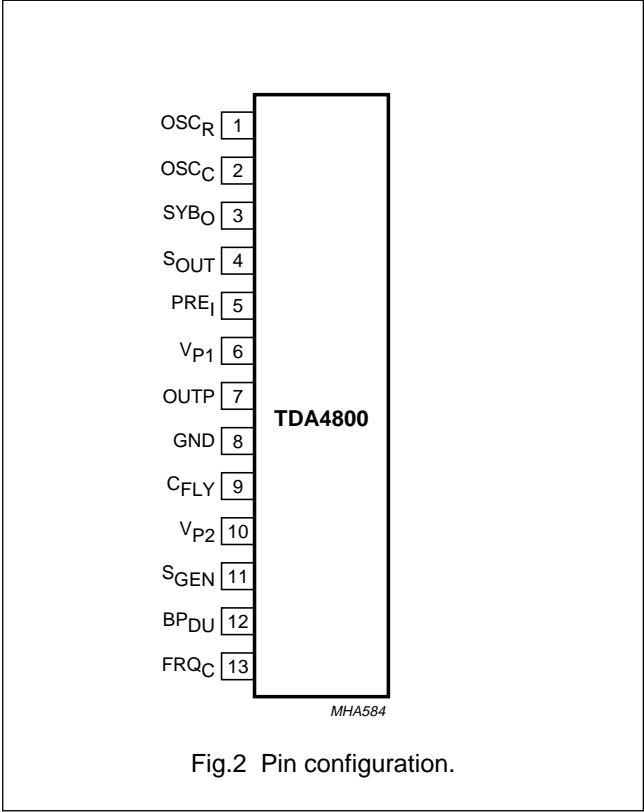 OSCR 1
OSCC 2
SYBO 3
SOUT 4
PREI 5
VP1 6
OUTP 7
GND 8
CFLY 9
VP2 10
SGEN 11
BPDU 12
FRQC 13
TDA4800
MHA584
Fig.2 Pin configuration.